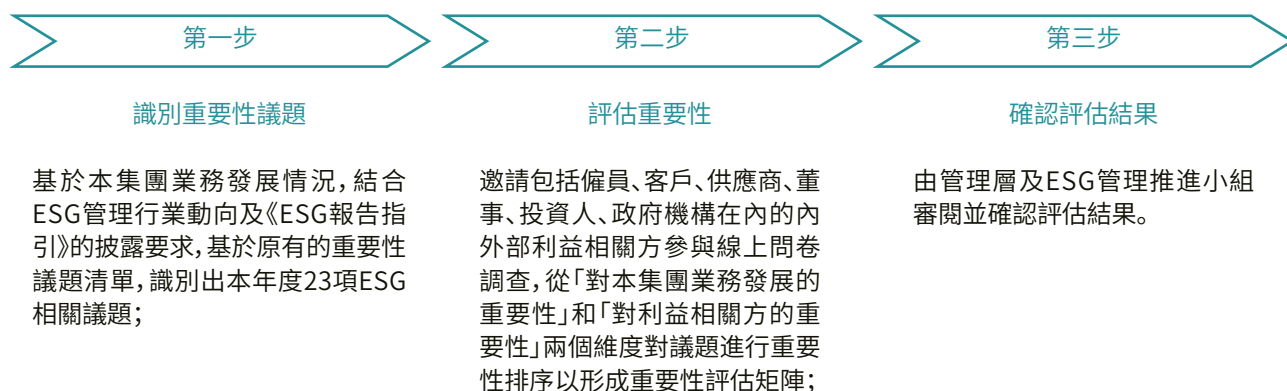 第一步
識別重要性議題
基於本集團業務發展情況，結合
ESG管理行業動向及《ESG報告指
引》的披露要求，基於原有的重要性
議題清單，識別出本年度23項ESG
相關議題；
第二步
評估重要性
邀請包括僱員、客戶、供應商、董
事、投資人、政府機構在內的內
外部利益相關方參與線上問卷
調查，從「對本集團業務發展的
重要性」和「對利益相關方的重
要性」兩個維度對議題進行重要
性排序以形成重要性評估矩陣；
第三步
確認評估結果
由管理層及ESG管理推進小組
審閱並確認評估結果。